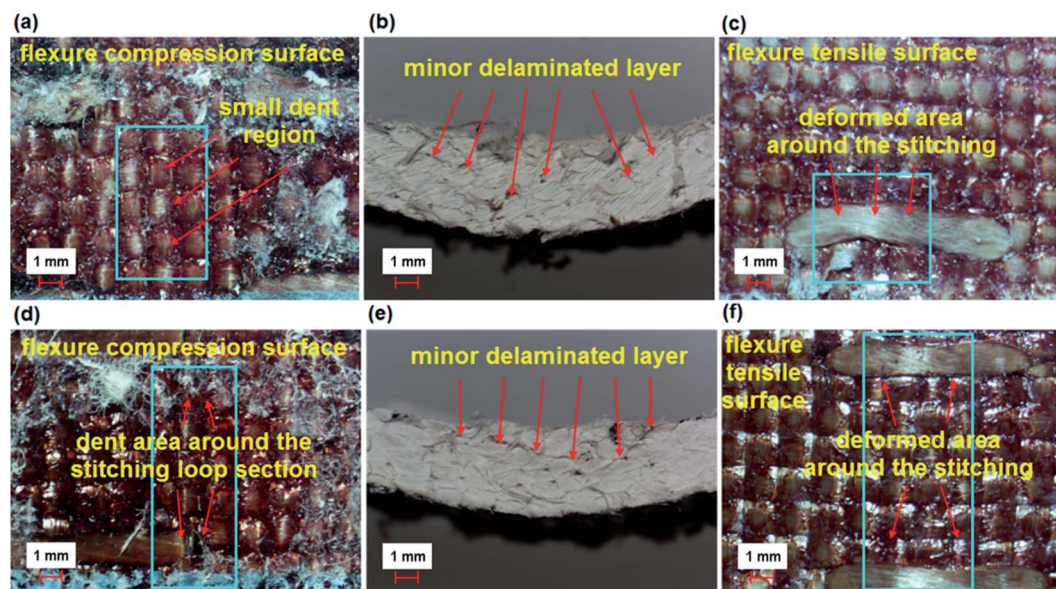 (a)
flexure compression surface
small dent
region
1 mm
(b)
minor delaminated layer
1 mm
(c)
flexure tensile surface
deformed area
around the stitching
1 mm
(d)
flexure compression surface
dent area around the
stitching loop section
1 mm
(e)
minor delaminated layer
1 mm
(f)
flexure
tensile
surface
deformed area
around the stitching
1 mm